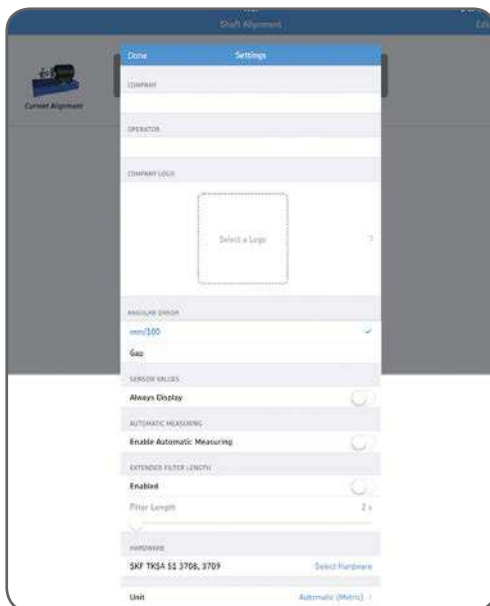 Shaft Alignment
Edit
Current Alignment
Done
Settings
COMPANY
OPERATOR
COMPANY LOGO
Select a Logo
ANGULAR ERROR
mm/100
Gap
SENSOR VALUES
Always Display
AUTOMATIC MEASURING
Enable Automatic Measuring
EXTENDED FILTER LENGTH
Enabled
Filter Length 2 s
HARDWARE
SKF TKSA 51 3708, 3709 Select Hardware
Unit Automatic (Metric)